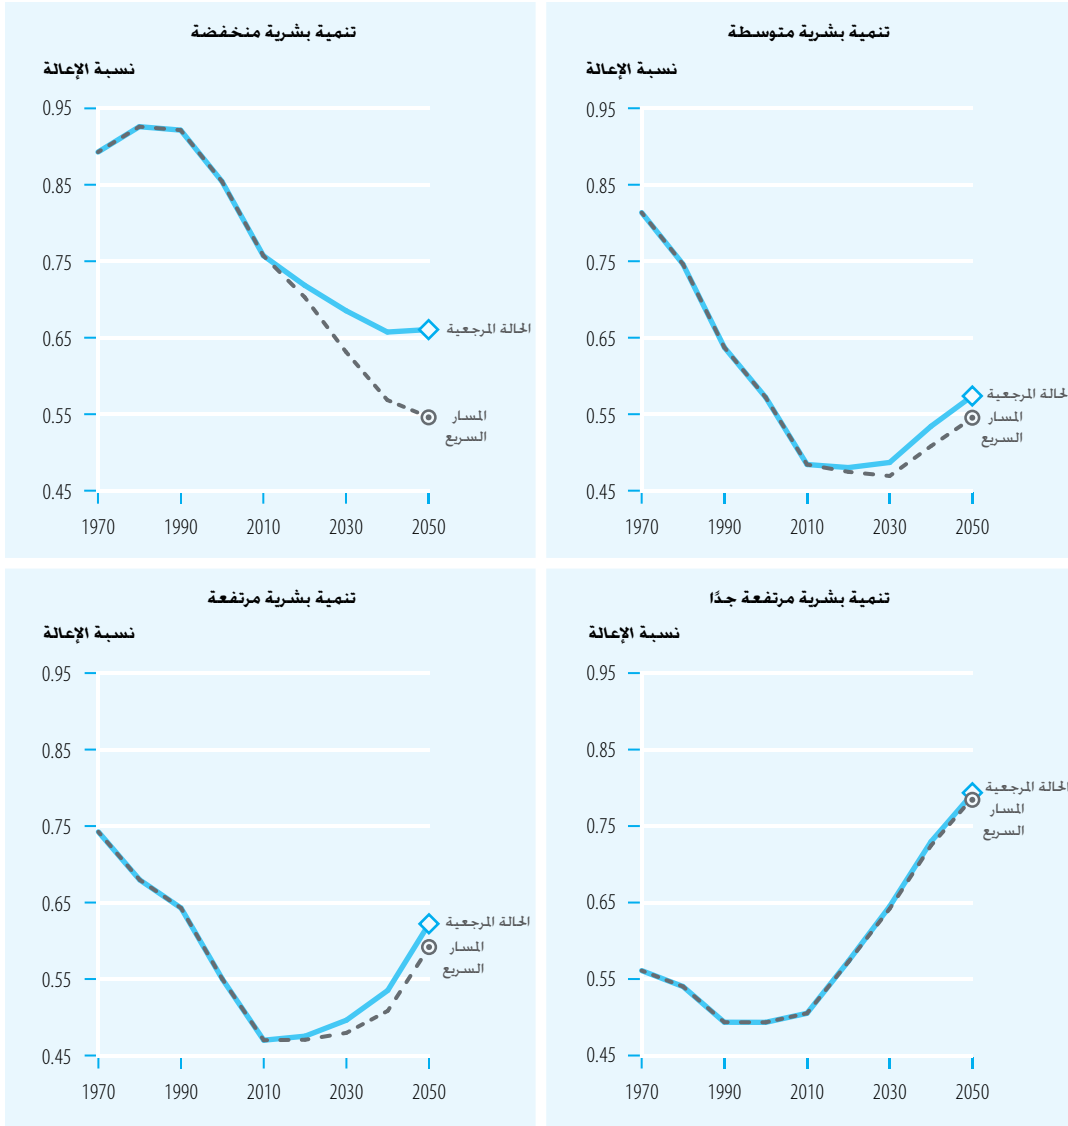 تنمية بشرية منخفضة
نسبة الإعالة
0.95
0.85
0.75
0.65
0.55
0.45
الحالة المرجعية
المسار
السريع
1970 1990 2010 2030 2050
تنمية بشرية متوسطة
نسبة الإعالة
0.95
0.85
0.75
0.65
0.55
0.45
الحالة المرجعية
المسار
السريع
1970 1990 2010 2030 2050
تنمية بشرية مرتفعة
نسبة الإعالة
0.95
0.85
0.75
0.65
0.55
0.45
الحالة المرجعية
المسار
السريع
1970 1990 2010 2030 2050
تنمية بشرية مرتفعة جدًا
نسبة الإعالة
0.95
0.85
0.75
0.65
0.55
0.45
الحالة المرجعية
المسار
السريع
1970 1990 2010 2030 2050